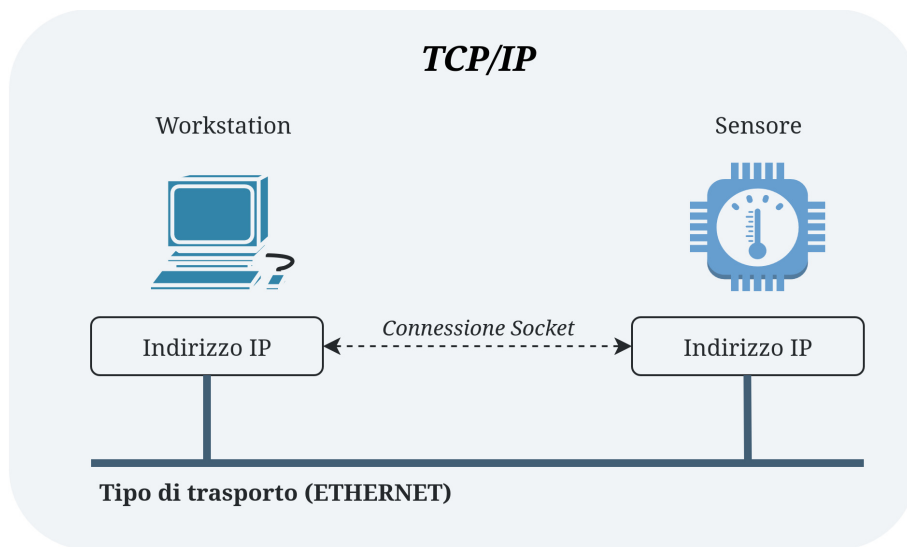 TCP/IP
Workstation
Sensore
Connessione Socket
Indirizzo IP
Indirizzo IP
Tipo di trasporto (ETHERNET)